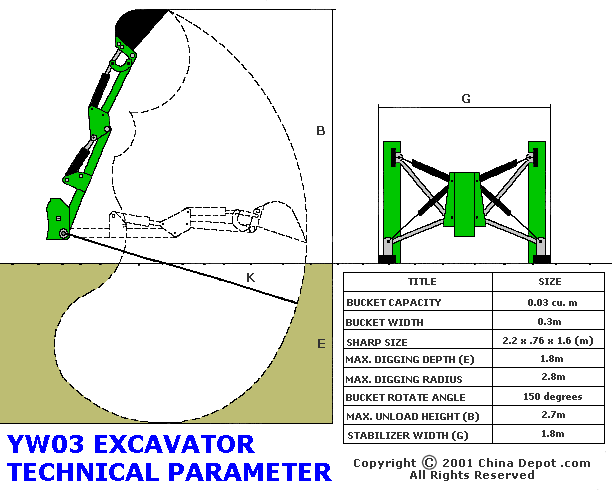 B
G
K
E
TITLE SIZE
BUCKET CAPACITY 0.03 cu. m
BUCKET WIDTH 0.3m
SHARP SIZE 2.2 x .76 x 1.6 (m)
MAX. DIGGING DEPTH (E) 1.8m
MAX. DIGGING RADIUS 2.8m
BUCKET ROTATE ANGLE 150 degrees
MAX. UNLOAD HEIGHT (B) 2.7m
STABILIZER WIDTH (G) 1.8m
YW03 EXCAVATOR
TECHNICAL PARAMETER
Copyright © 2001 China Depot .com
All Rights Reserved